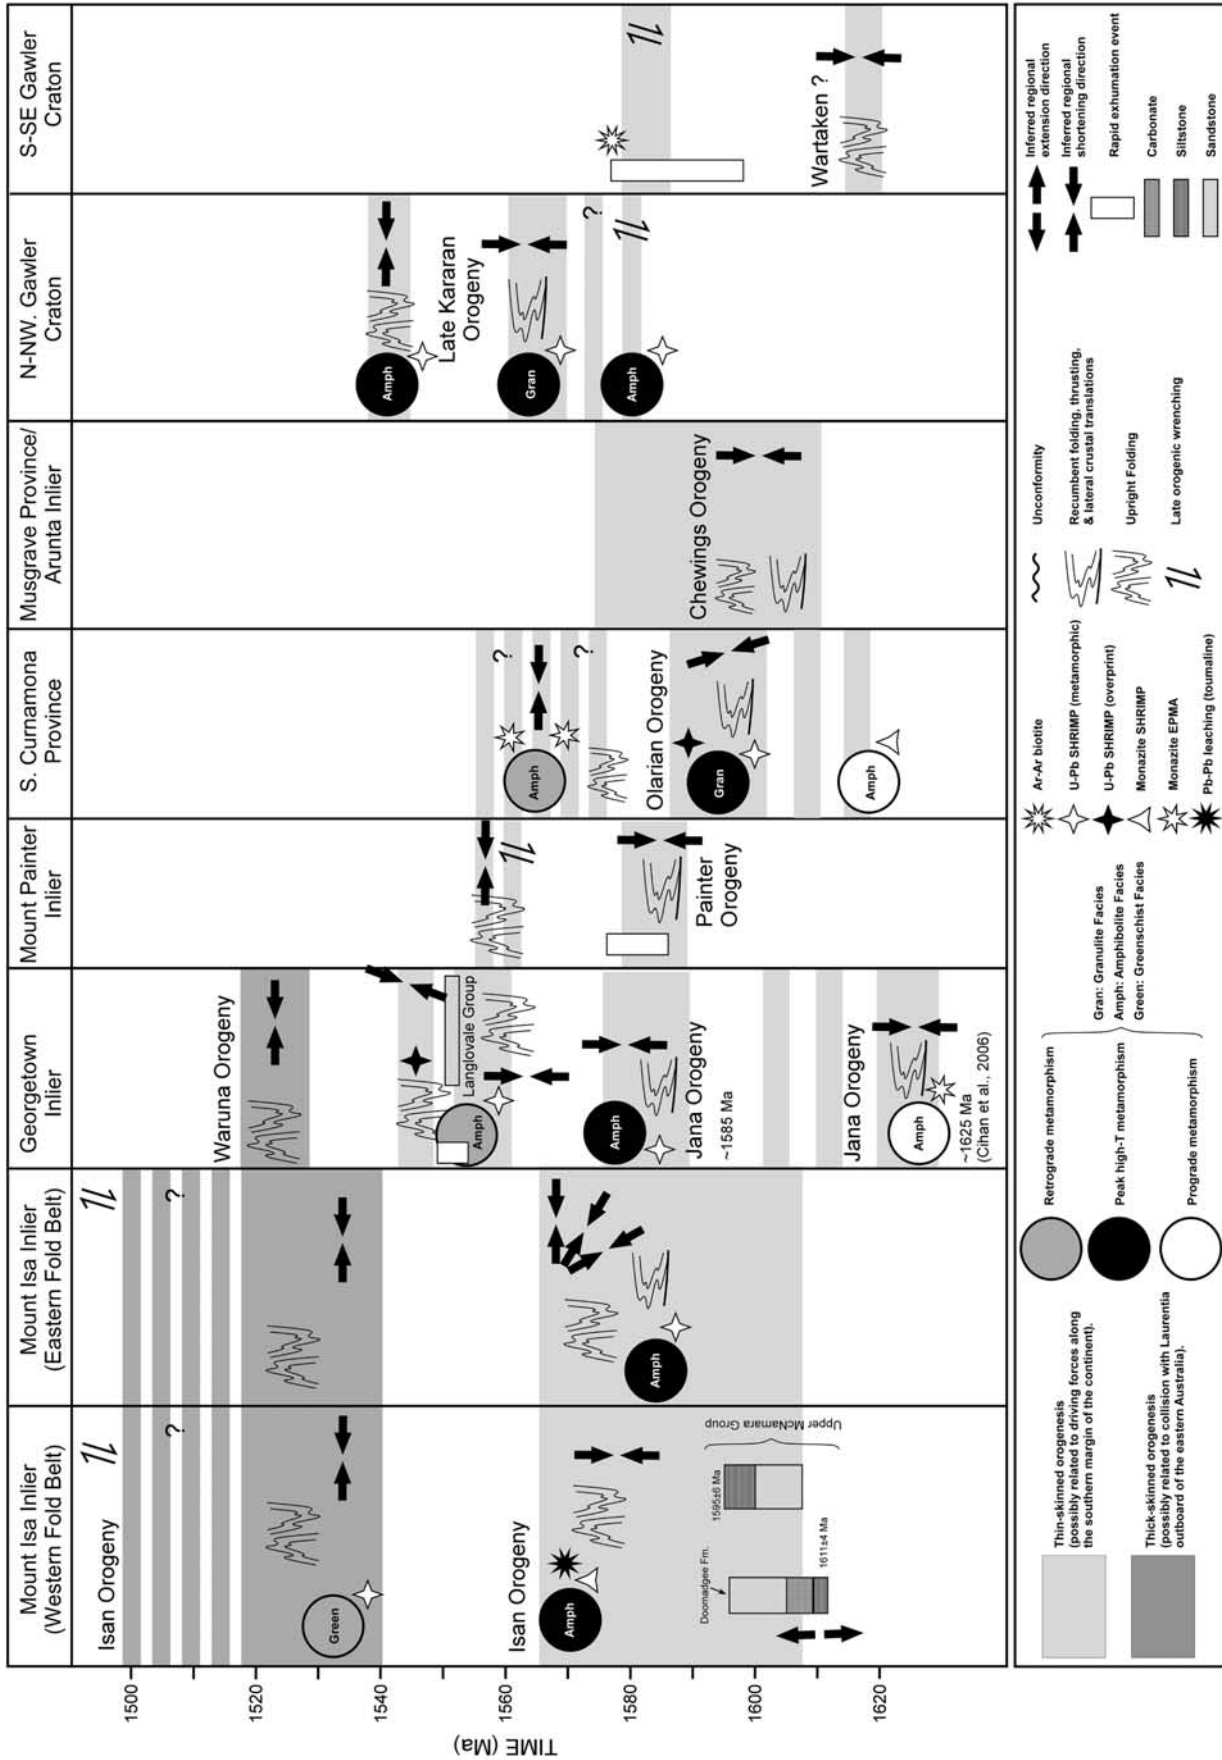 Mount Isa Inlier
(Western Fold Belt)
Mount Isa Inlier
(Eastern Fold Belt)
Georgetown
Inlier
Mount Painter
Inlier
S. Curnamona
Province
Musgrave Province/
Arunta Inlier
N-NW. Gawler
Craton
S-SE Gawler
Craton
TIME (Ma)
1500
1520
1540
1560
1580
1600
1620
Isan Orogeny
?
Green
Isan Orogeny
Amph
Doomadgee Fm.
1611±4 Ma
1595±6 Ma
Upper McNamara Group
?
Amph
Waruna Orogeny
Amph
Langlovale Group
Amph
Jana Orogeny
~1585 Ma
Jana Orogeny
Amph
~1625 Ma
(Cihan et al., 2006)
Painter
Orogeny
?
Amph
?
Olarian Orogeny
Gran
Amph
Chewings Orogeny
Amph
Late Kararan
Orogeny
Gran
?
Amph
Wartaken ?
Thin-skinned orogenesis
(possibly related to driving forces along
the southern margin of the continent).
Thick-skinned orogenesis
(possibly related to collision with Laurentia
outboard of the eastern Australia).
Retrograde metamorphism
Peak high-T metamorphism
Prograde metamorphism
Gran: Granulite Facies
Amph: Amphibolite Facies
Green: Greenschist Facies
Ar-Ar biotite
U-Pb SHRIMP (metamorphic)
U-Pb SHRIMP (overprint)
Monazite SHRIMP
Monazite EPMA
Pb-Pb leaching (toumaline)
Unconformity
Recumbent folding, thrusting,
& lateral crustal translations
Upright Folding
Late orogenic wrenching
Inferred regional
extension direction
Inferred regional
shortening direction
Rapid exhumation event
Carbonate
Siltstone
Sandstone